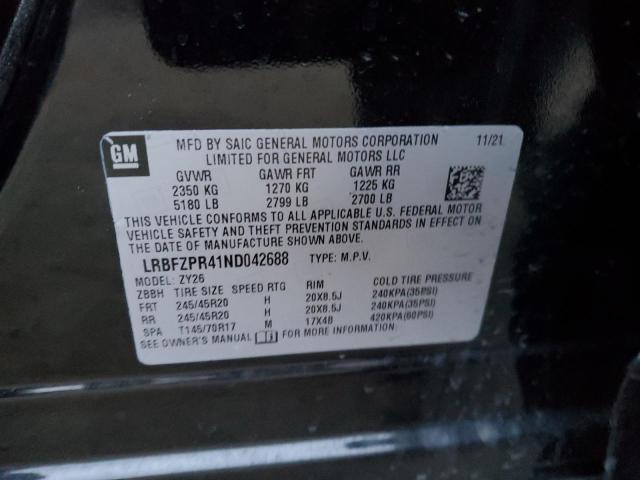 GM
MFD BY SAIC GENERAL MOTORS CORPORATION 11/21
LIMITED FOR GENERAL MOTORS LLC
GVWR GAWR FRT GAWR RR
2350 KG 1270 KG 1225 KG
5180 LB 2799 LB 2700 LB
THIS VEHICLE CONFORMS TO ALL APPLICABLE U.S. FEDERAL MOTOR
VEHICLE SAFETY AND THEFT PREVENTION STANDARDS IN EFFECT ON
THE DATE OF MANUFACTURE SHOWN ABOVE.
LRBFZPR41ND042688 TYPE: M.P.V.
MODEL: ZY26
ZBBH TIRE SIZE SPEED RTG RIM COLD TIRE PRESSURE
FRT 245/45R20 H 20X8.5J 240KPA(35PSI)
RR 245/45R20 H 20X8.5J 240KPA(35PSI)
SPA T145/70R17 M 17X4B 420KPA(60PSI)
SEE OWNER'S MANUAL FOR MORE INFORMATION.